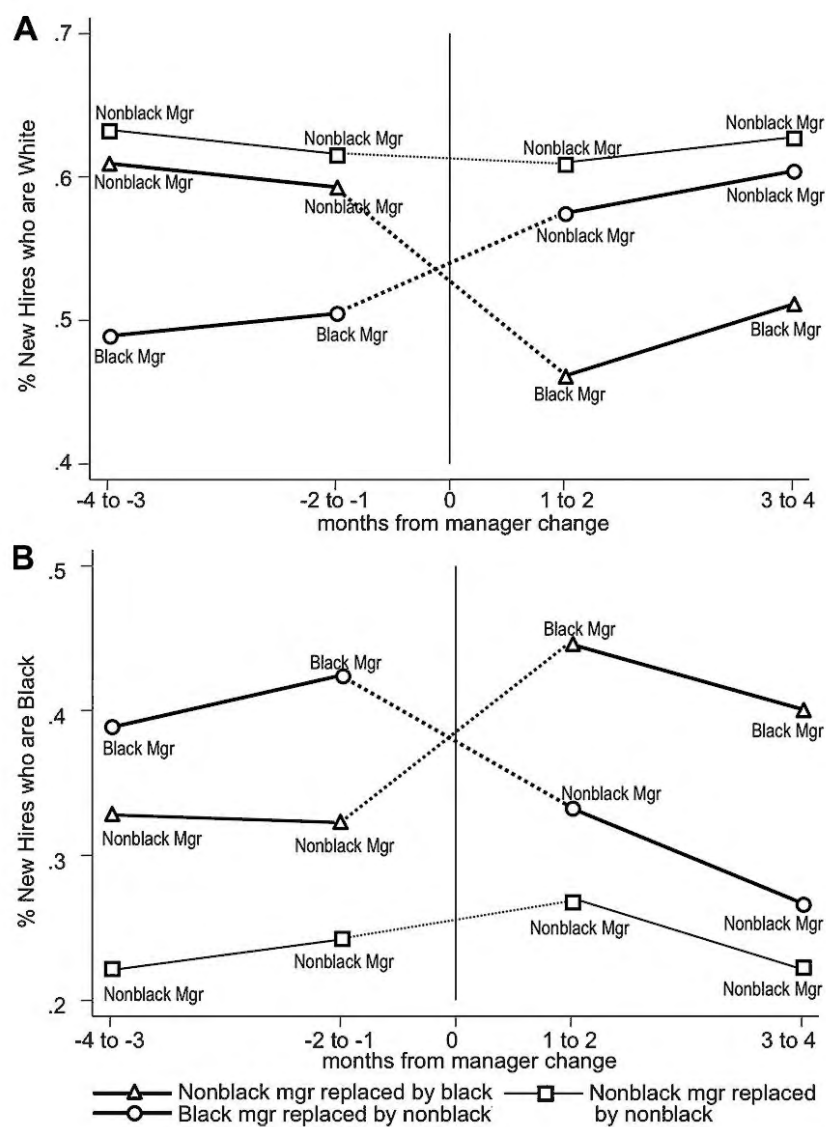 A
.7
Nonblack Mgr
Nonblack Mgr
Nonblack Mgr
Nonblack Mgr
.6
Nonblack Mgr
Nonblack Mgr
Nonblack Mgr
Nonblack Mgr
% New Hires who are White
.5
Black Mgr
Black Mgr
Black Mgr
Black Mgr
.4
-4 to -3
-2 to -1
0
1 to 2
3 to 4
months from manager change
B
.5
Black Mgr
Black Mgr
.4
Black Mgr
Black Mgr
% New Hires who are Black
Nonblack Mgr
Nonblack Mgr
Nonblack Mgr
.3
Nonblack Mgr
Nonblack Mgr
Nonblack Mgr
Nonblack Mgr
Nonblack Mgr
.2
-4 to -3
-2 to -1
0
1 to 2
3 to 4
months from manager change
Nonblack mgr replaced by black
Black mgr replaced by nonblack
Nonblack mgr replaced
by nonblack